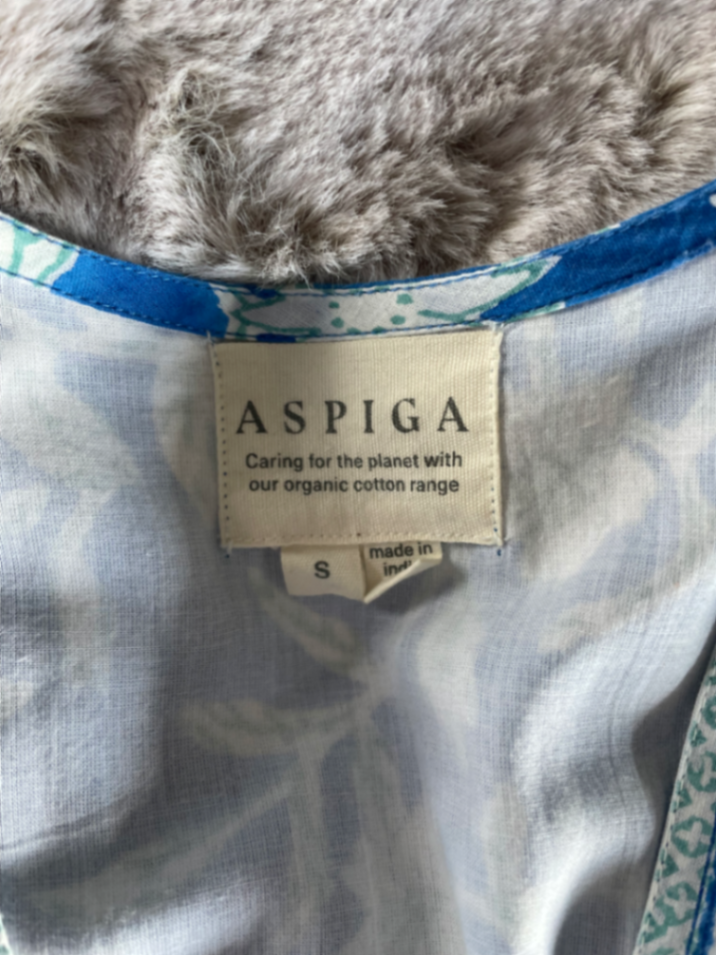 ASPIGA
Caring for the planet with
our organic cotton range
S
made in